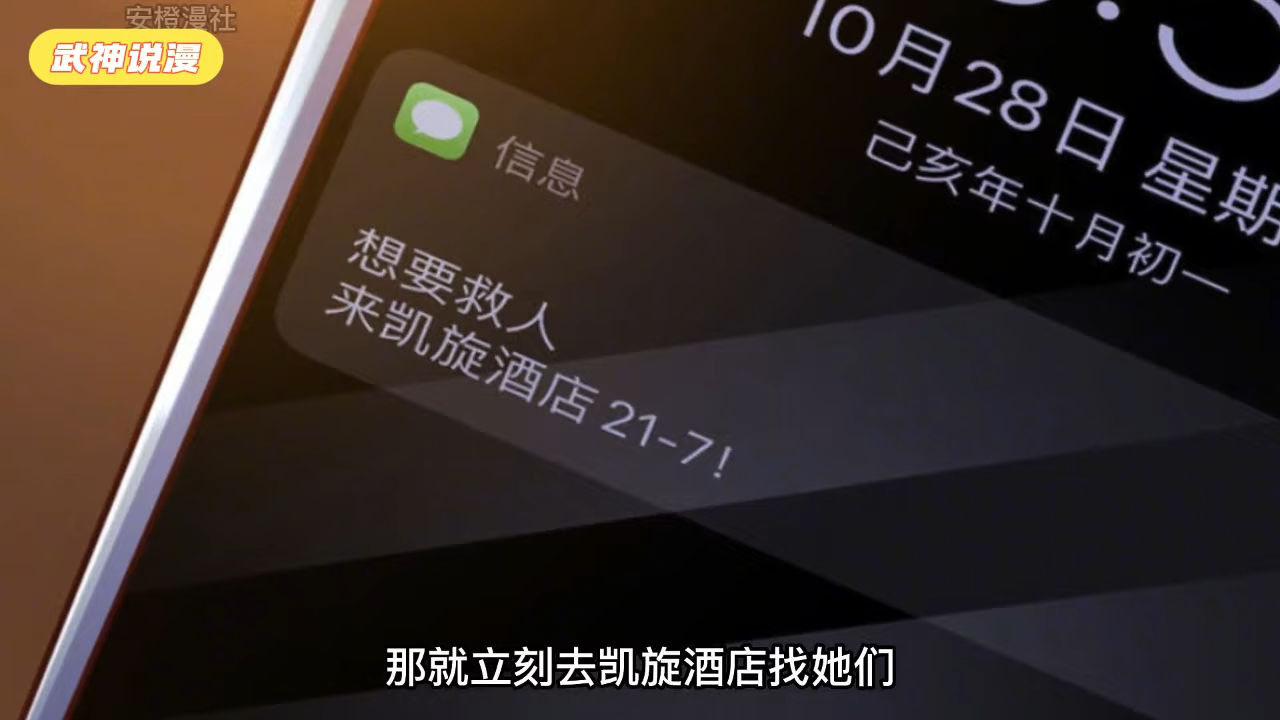 安橙漫社
武神说漫
10月28日 星期
己亥年十月初一
信息
想要救人
来凯旋酒店 21-7!
那就立刻去凯旋酒店找她们